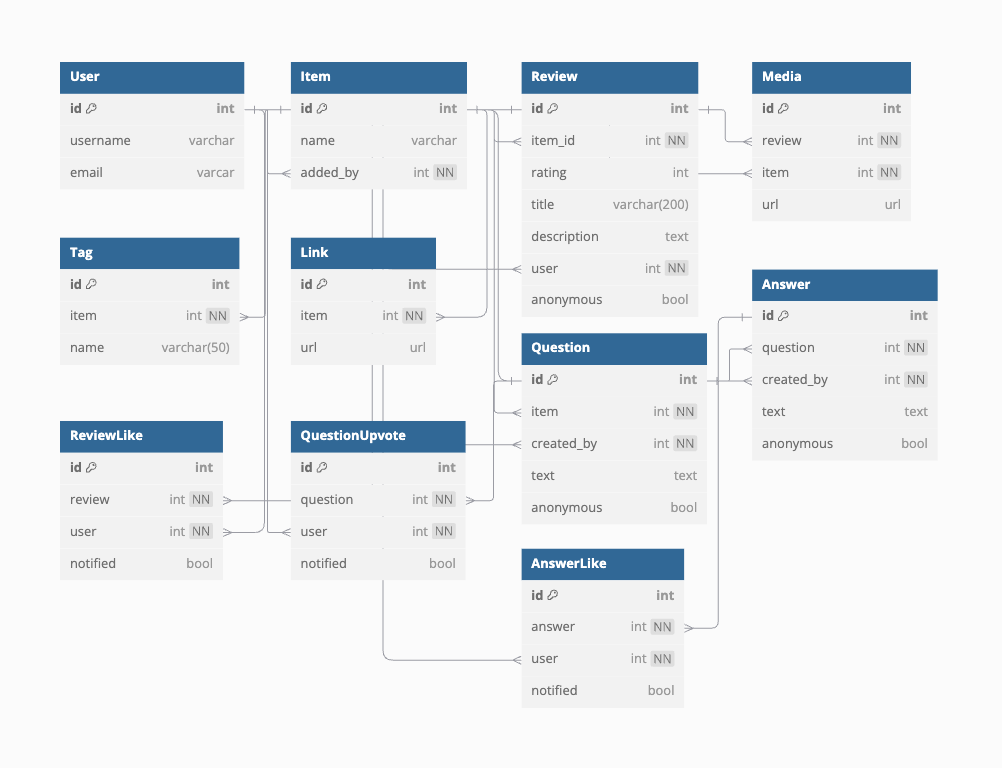 User
id int
username varchar
email varcar
Item
id int
name varchar
added_by int NN
Review
id int
item_id int NN
rating int
title varchar(200)
description text
user int NN
anonymous bool
Media
id int
review int NN
item int NN
url url
Tag
id int
item int NN
name varchar(50)
Link
id int
item int NN
url url
Question
id int
item int NN
created_by int NN
text text
anonymous bool
Answer
id int
question int NN
created_by int NN
text text
anonymous bool
ReviewLike
id int
review int NN
user int NN
notified bool
QuestionUpvote
id int
question int NN
user int NN
notified bool
AnswerLike
id int
answer int NN
user int NN
notified bool